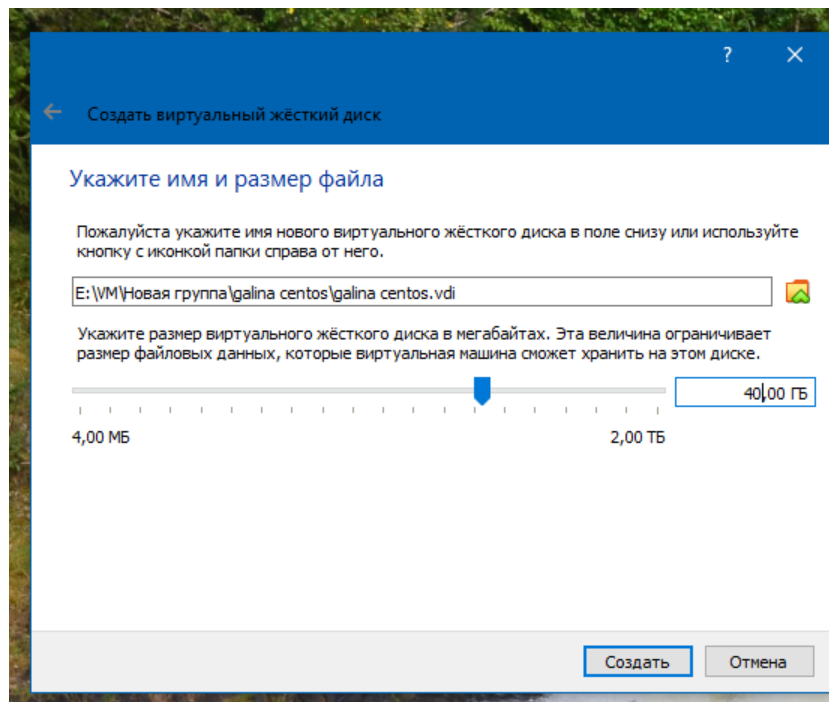 ?
Создать виртуальный жёсткий диск
Укажите имя и размер файла
Пожалуйста укажите имя нового виртуального жёсткого диска в поле снизу или используйте
кнопку с иконкой папки справа от него.
E:\VM\Новая группа\galina centos\galina centos.vdi
Укажите размер виртуального жёсткого диска в мегабайтах. Эта величина ограничивает
размер файловых данных, которые виртуальная машина сможет хранить на этом диске.
40,00 ГБ
4,00 МБ 2,00 ТБ
Создать Отмена